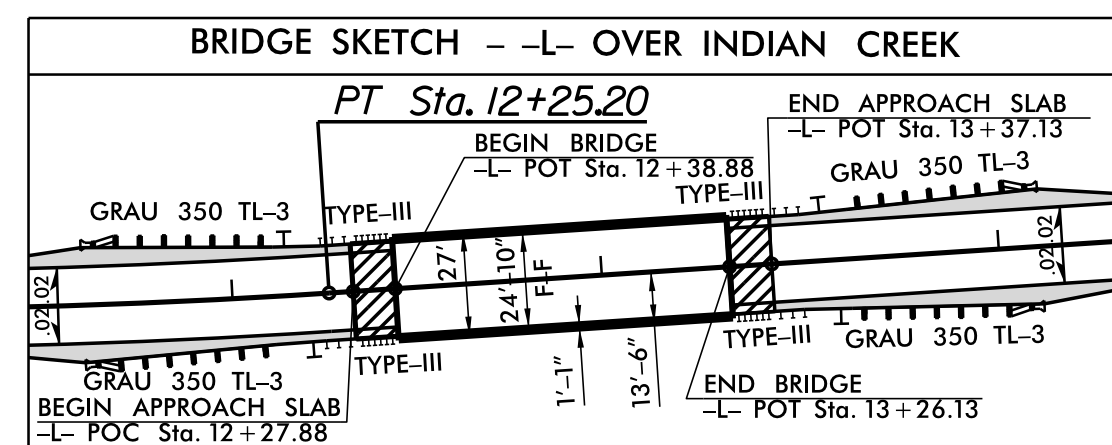 BRIDGE SKETCH - -L- OVER INDIAN CREEK
PT Sta. 12+25.20
END APPROACH SLAB
-L- POT Sta. 13+37.13
BEGIN BRIDGE
-L- POT Sta. 12+38.88
GRAU 350 TL-3
TYPE-III
GRAU 350 TL-3
TYPE-III
.02
.02
27'
24'-10"
F-F
.02
.02
TYPE-III
TYPE-III
GRAU 350 TL-3
GRAU 350 TL-3
1'-1"
13'-6"
BEGIN APPROACH SLAB
-L- POC Sta. 12+27.88
END BRIDGE
-L- POT Sta. 13+26.13